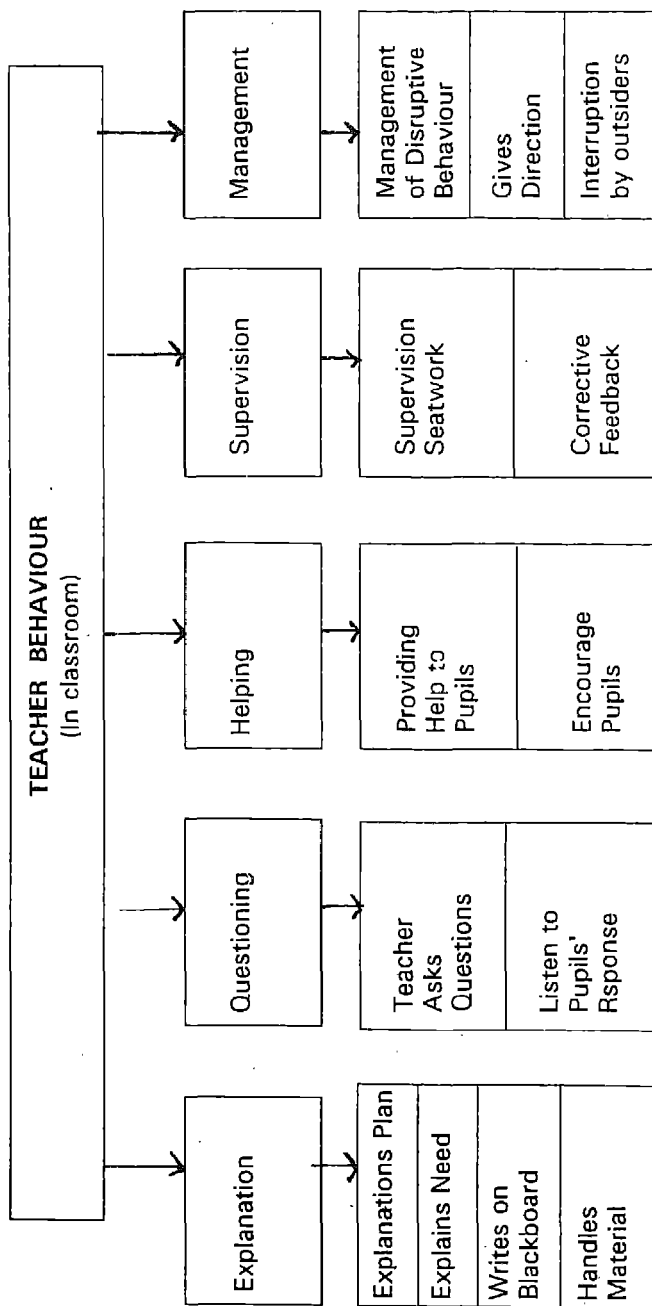 TEACHER BEHAVIOUR
(In classroom)
Explanation
Questioning
Helping
Supervision
Management
Explanations Plan
Explains Need
Writes on
Blackboard
Handles
Material
Teacher
Asks
Questions
Listen to
Pupils'
Rsponse
Providing
Help to
Pupils
Encourage
Pupils
Supervision
Seatwork
Corrective
Feedback
Management
of Disruptive
Behaviour
Gives
Direction
Interruption
by outsiders